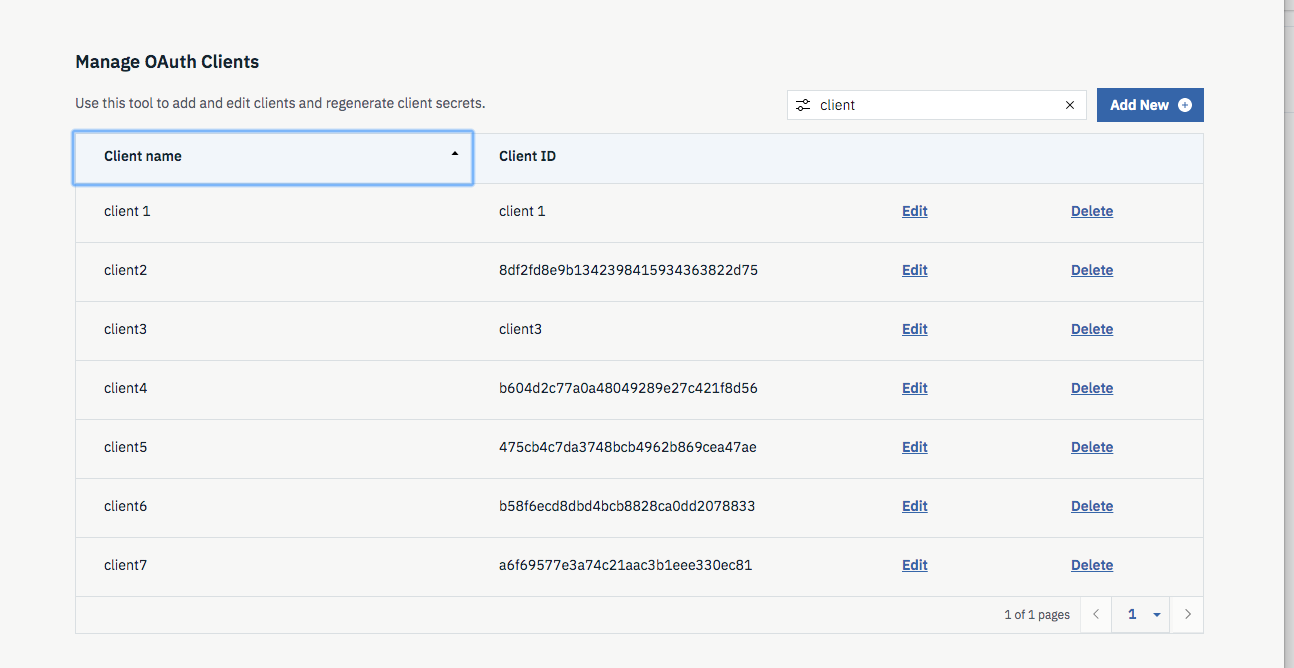 Manage OAuth Clients
Use this tool to add and edit clients and regenerate client secrets.
client
Add New
Client name Client ID
client 1 client 1 Edit Delete
client2 8df2fd8e9b1342398415934363822d75 Edit Delete
client3 client3 Edit Delete
client4 b604d2c77a0a48049289e27c421f8d56 Edit Delete
client5 475cb4c7da3748bcb4962b869cea47ae Edit Delete
client6 b58f6ecd8dbd4bcb8828ca0dd2078833 Edit Delete
client7 a6f69577e3a74c21aac3b1eee330ec81 Edit Delete
1 of 1 pages 1